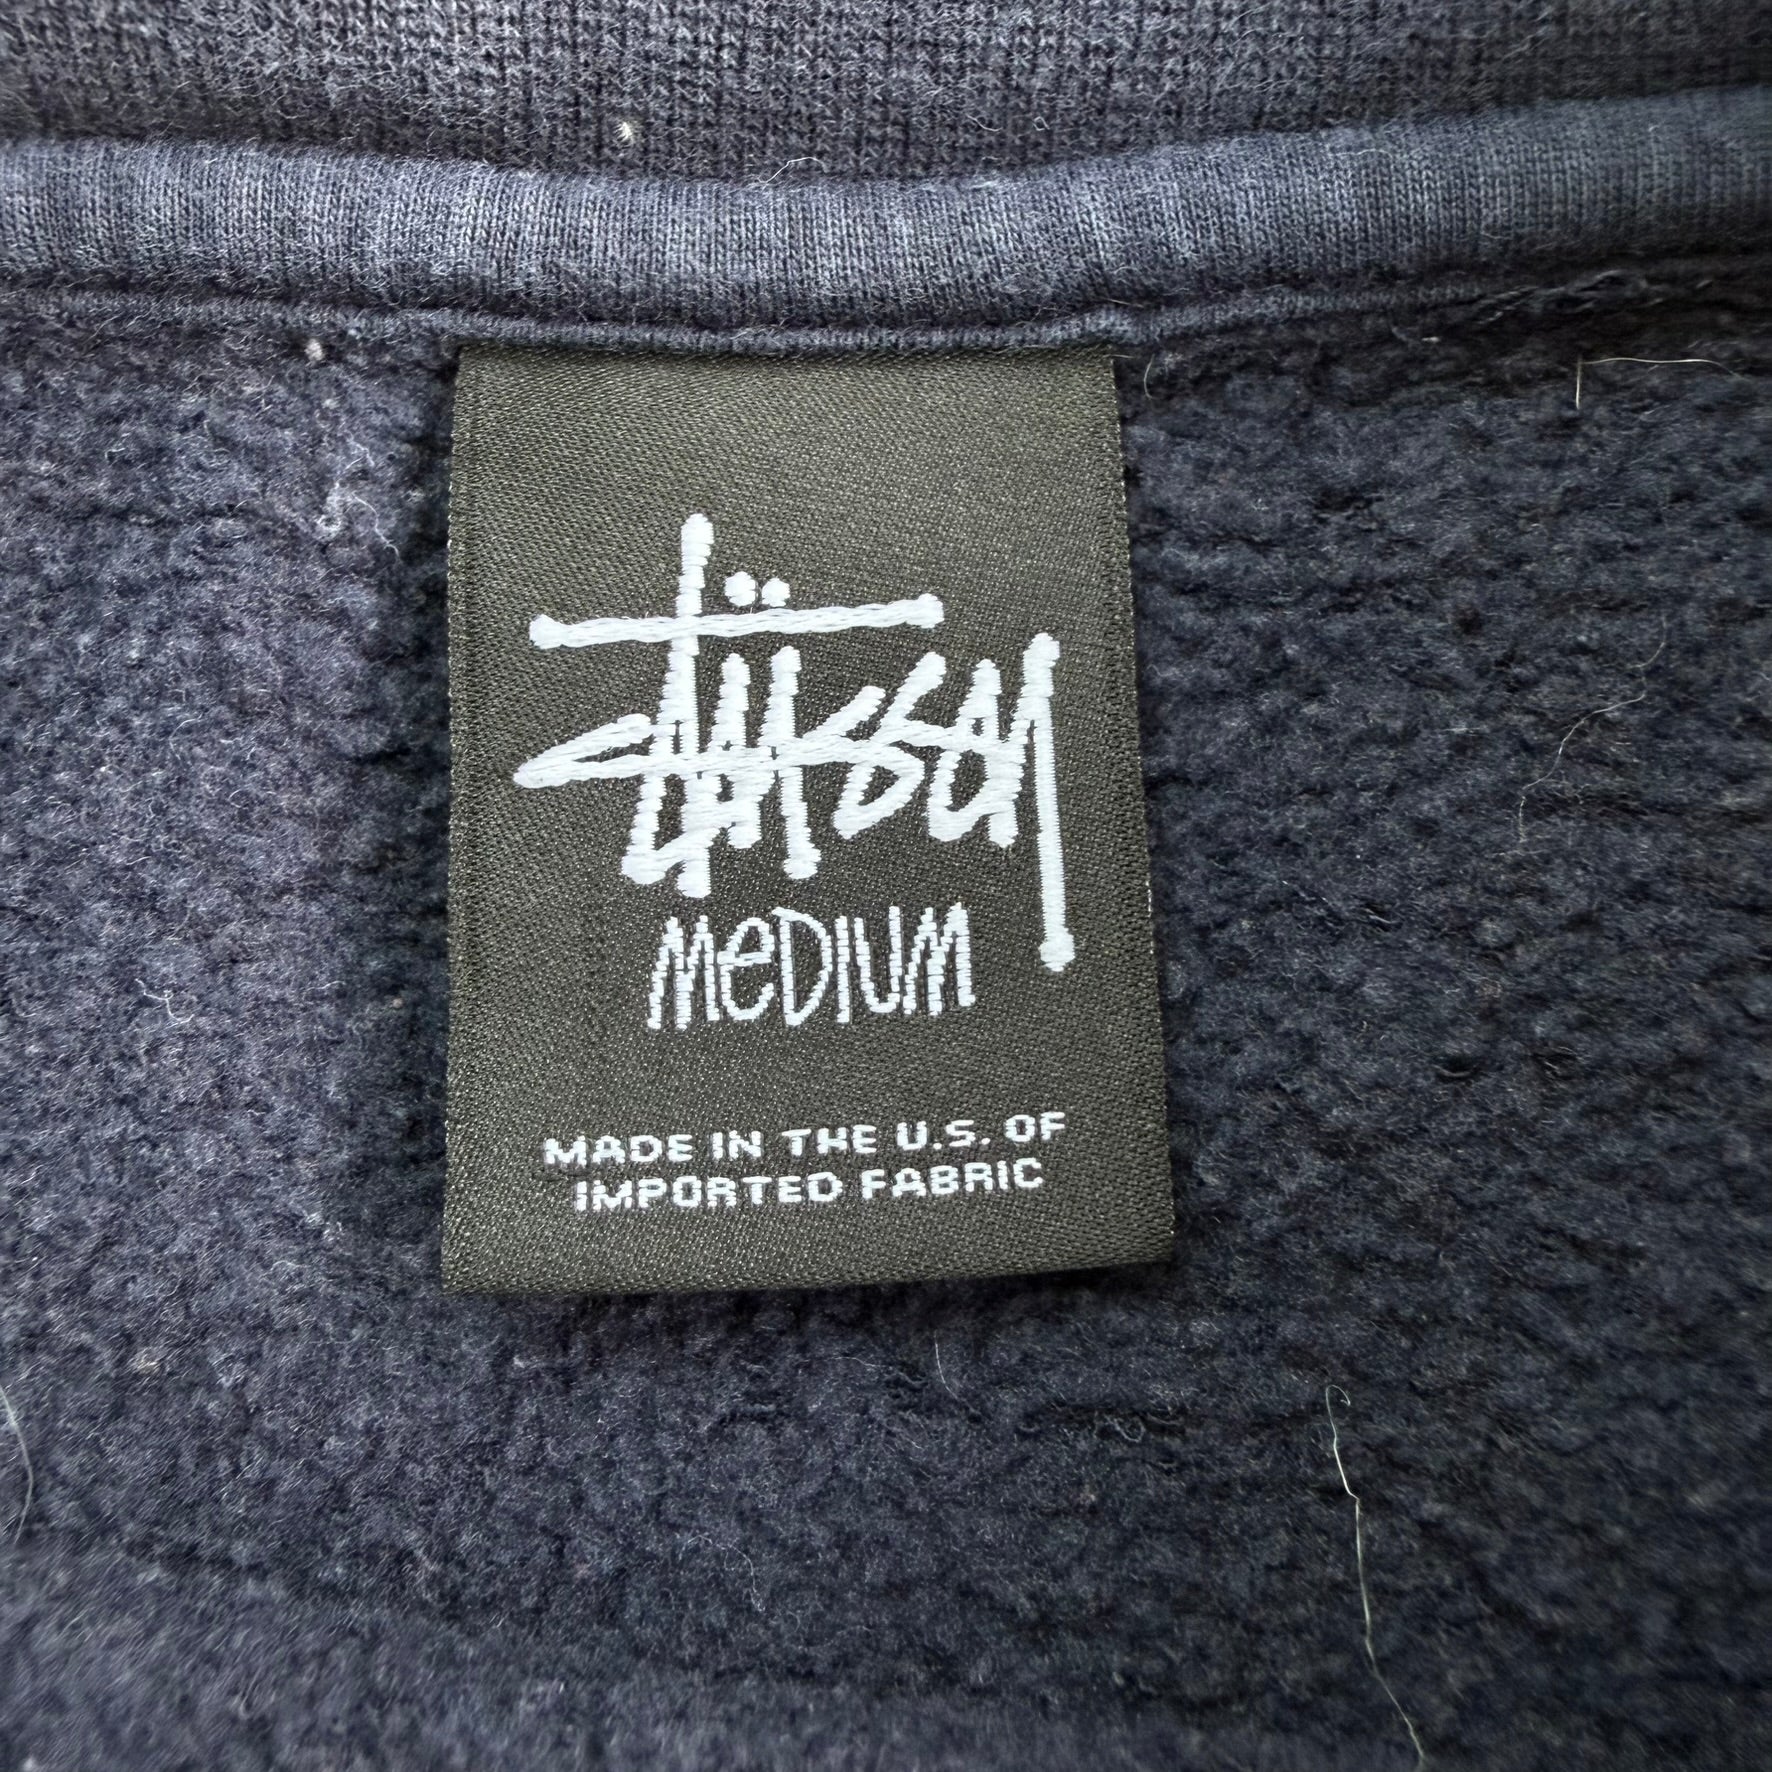 Stüssy
MeDIUM
MADE IN THE U.S. OF
IMPORTED FABRIC